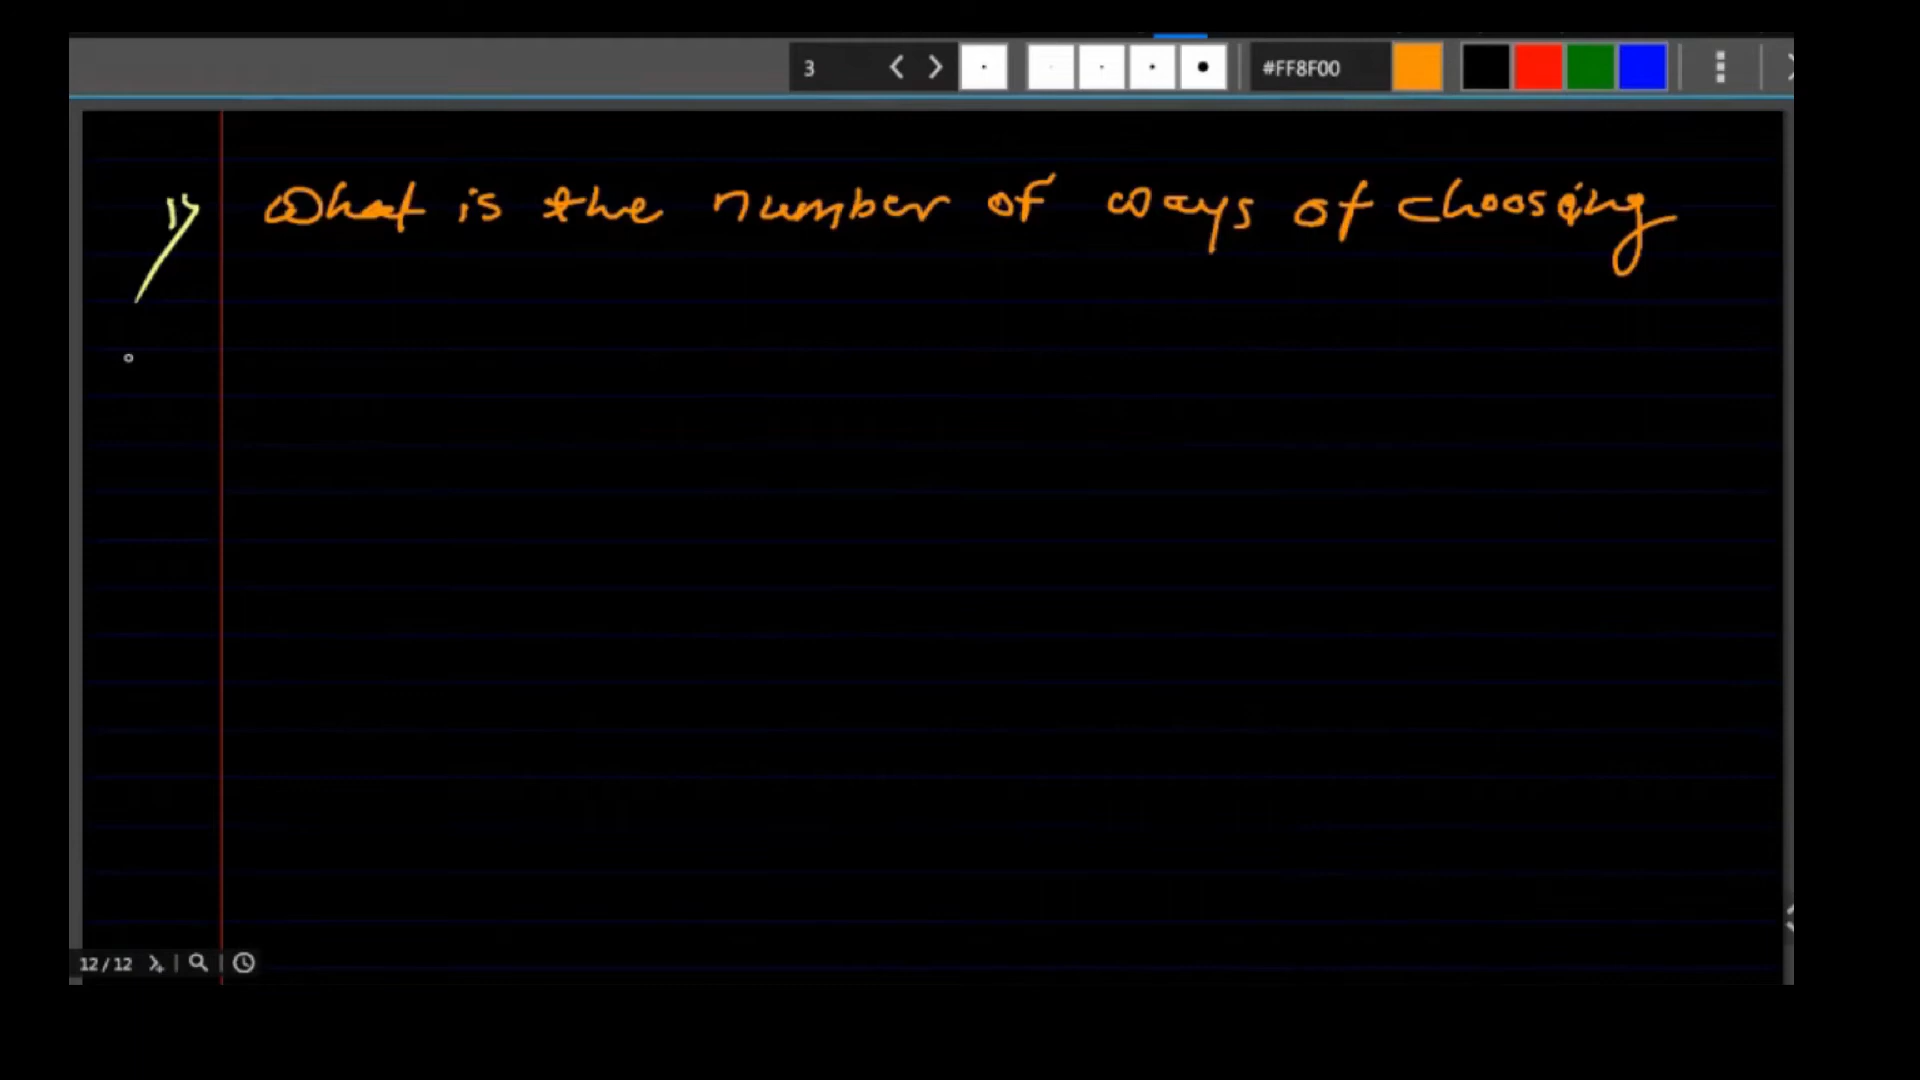 3 #FF8F00
1) What is the number of ways of choosing
12/12